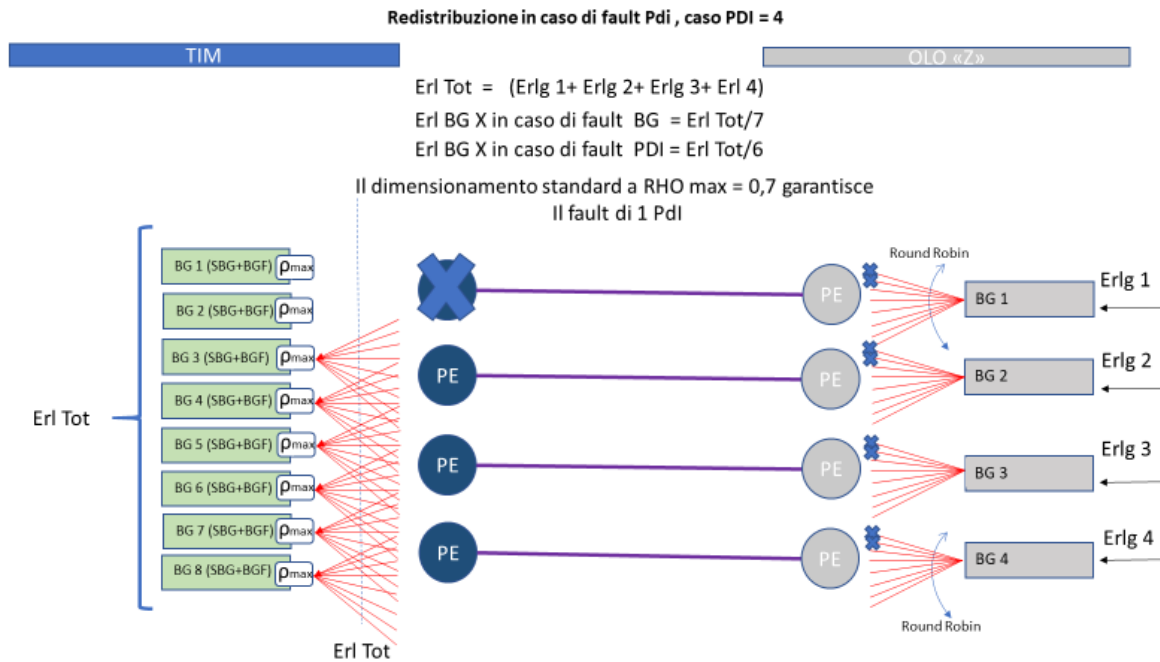 Redistribuzione in caso di fault Pdi , caso PDI = 4
TIM
OLO «Z»
Erl Tot = (Erlg 1+ Erlg 2+ Erlg 3+ Erl 4)
Erl BG X in caso di fault BG = Erl Tot/7
Erl BG X in caso di fault PDI = Erl Tot/6
Il dimensionamento standard a RHO max = 0,7 garantisce
Il fault di 1 PdI
BG 1 (SBG+BGF) ρmax
BG 2 (SBG+BGF) ρmax
BG 3 (SBG+BGF) ρmax
BG 4 (SBG+BGF) ρmax
BG 5 (SBG+BGF) ρmax
BG 6 (SBG+BGF) ρmax
BG 7 (SBG+BGF) ρmax
BG 8 (SBG+BGF) ρmax
Erl Tot
Erl Tot
PE
PE
PE
PE
PE
PE
PE
Round Robin
BG 1
Erlg 1
BG 2
Erlg 2
BG 3
Erlg 3
BG 4
Erlg 4
Round Robin